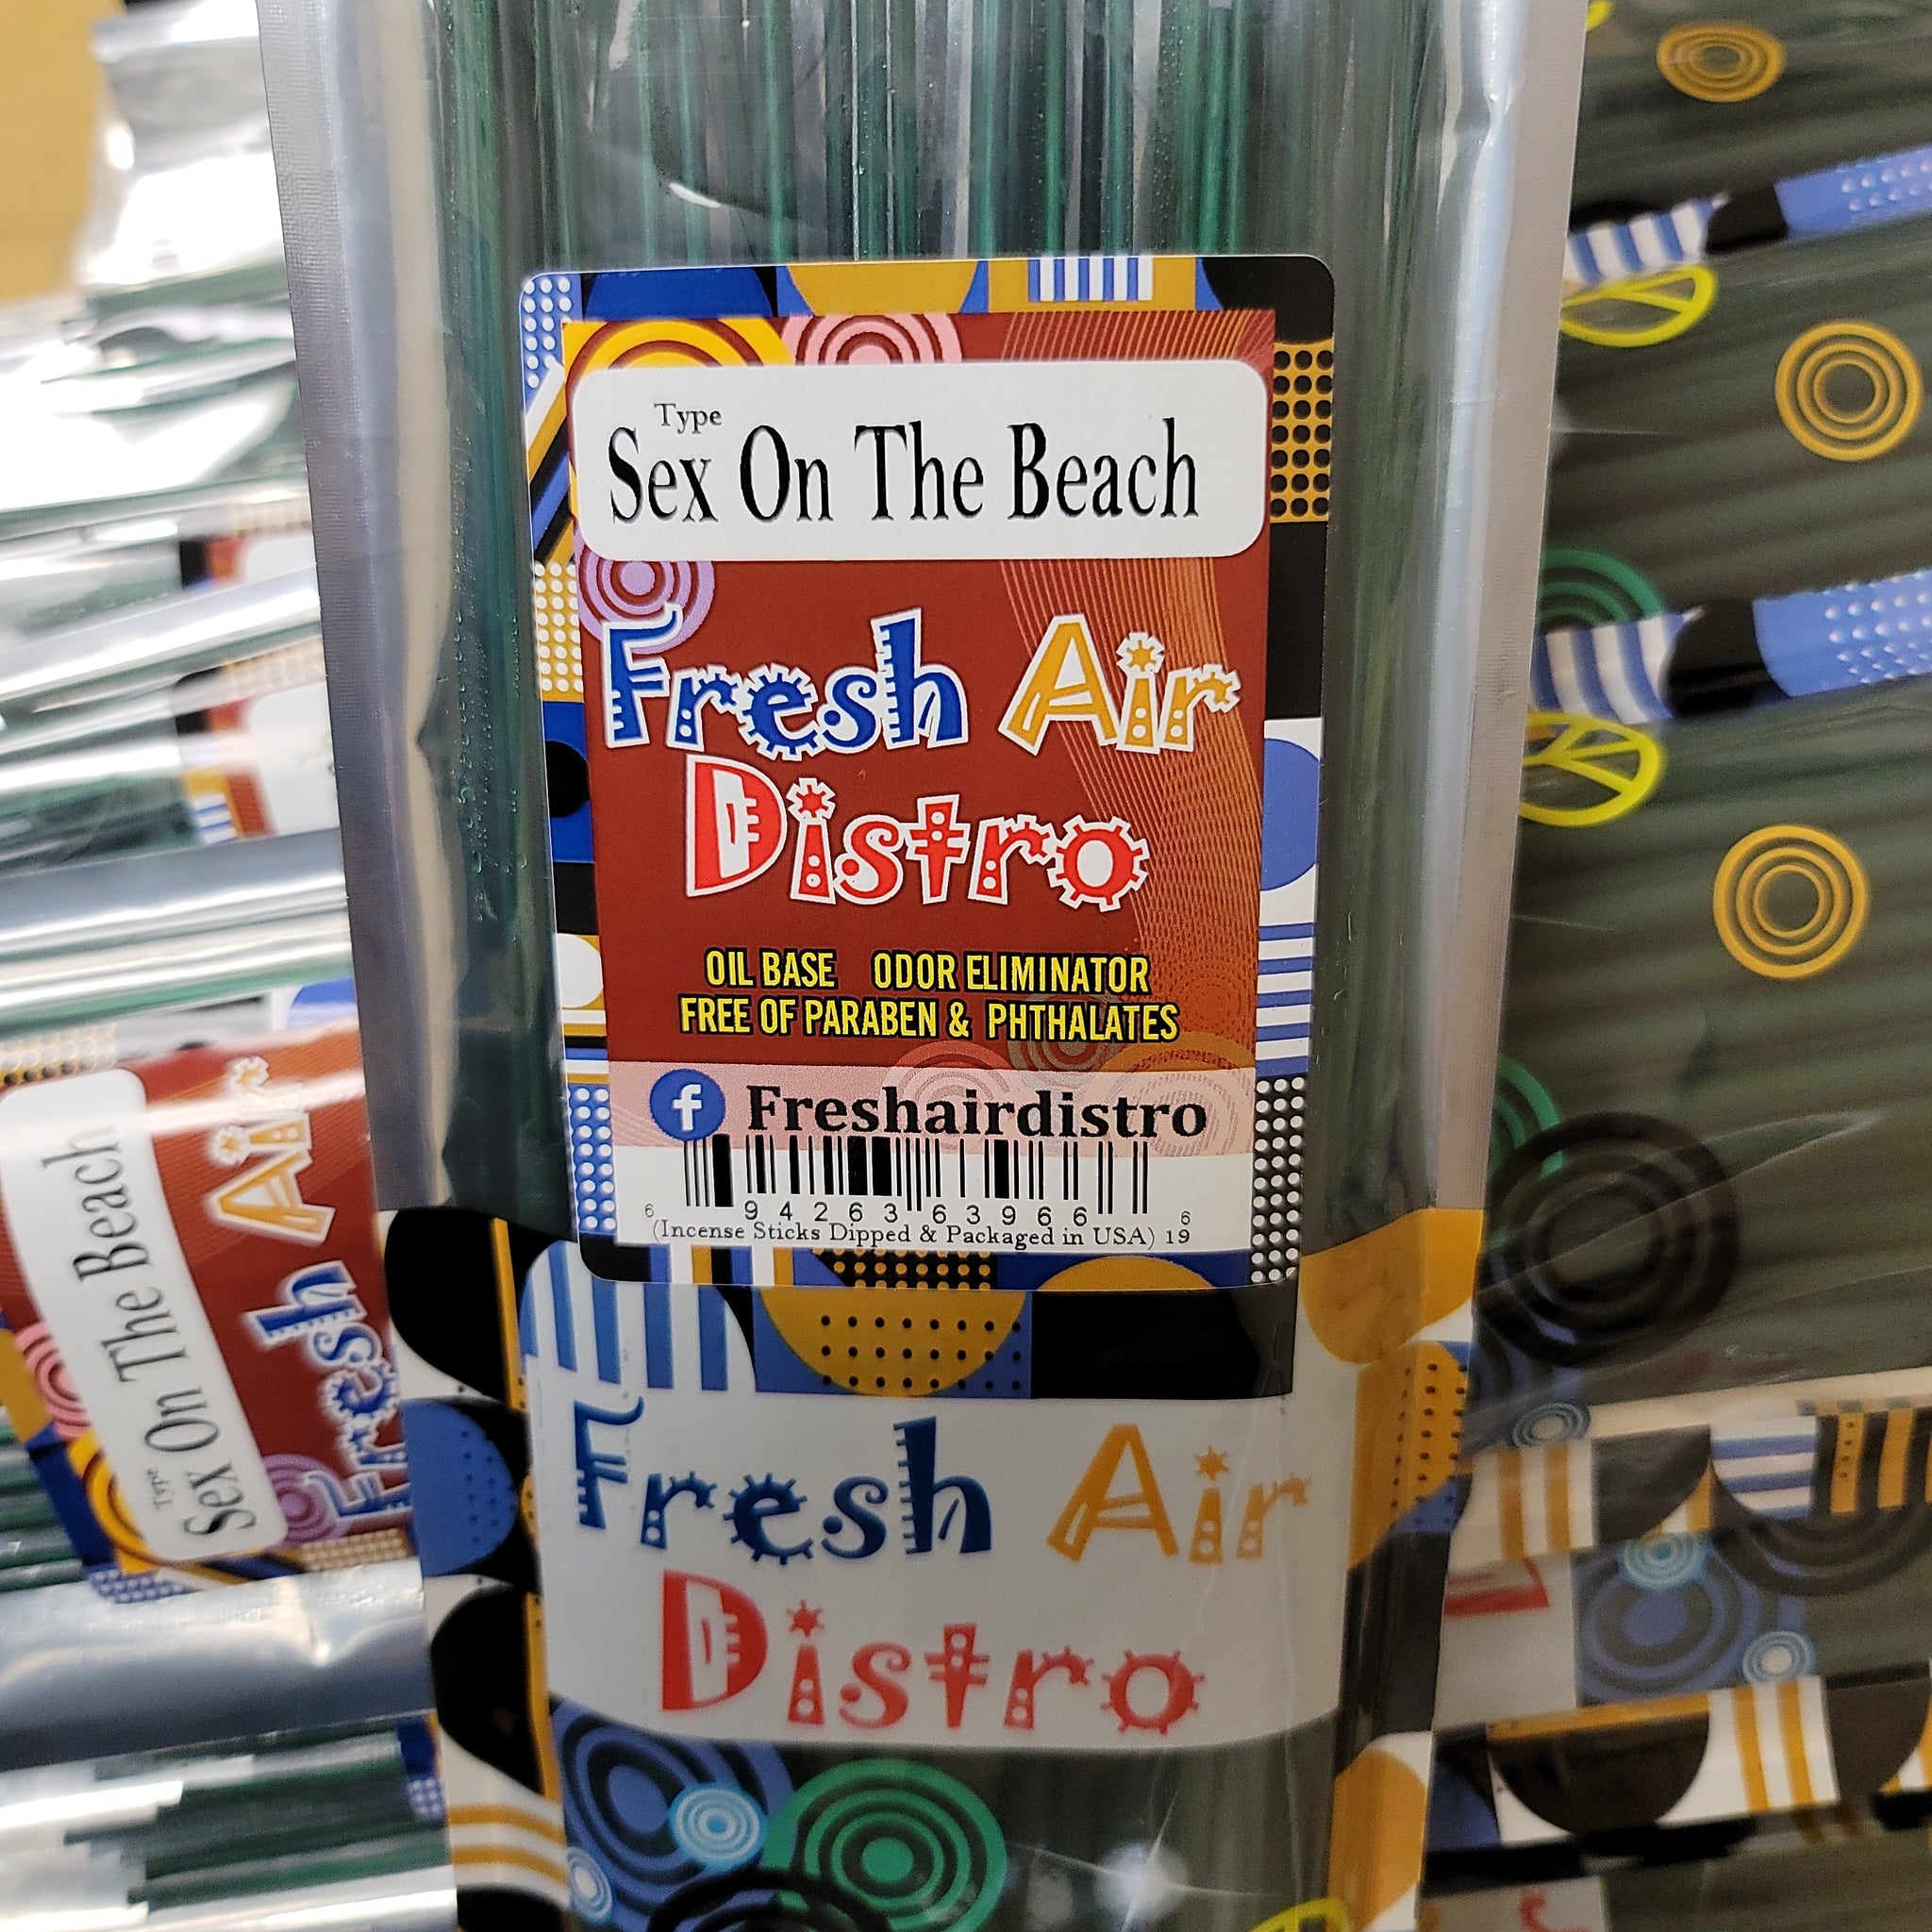 Type
Sex On The Beach
Fresh Air
Distro
OIL BASE ODOR ELIMINATOR
FREE OF PARABEN & PHTHALATES
f Freshairdistro
6 94263 63966 6
(Incense Sticks Dipped & Packaged in USA) 19
Fresh Air
Distro
Type
Sex On The Beach
Fresh Air